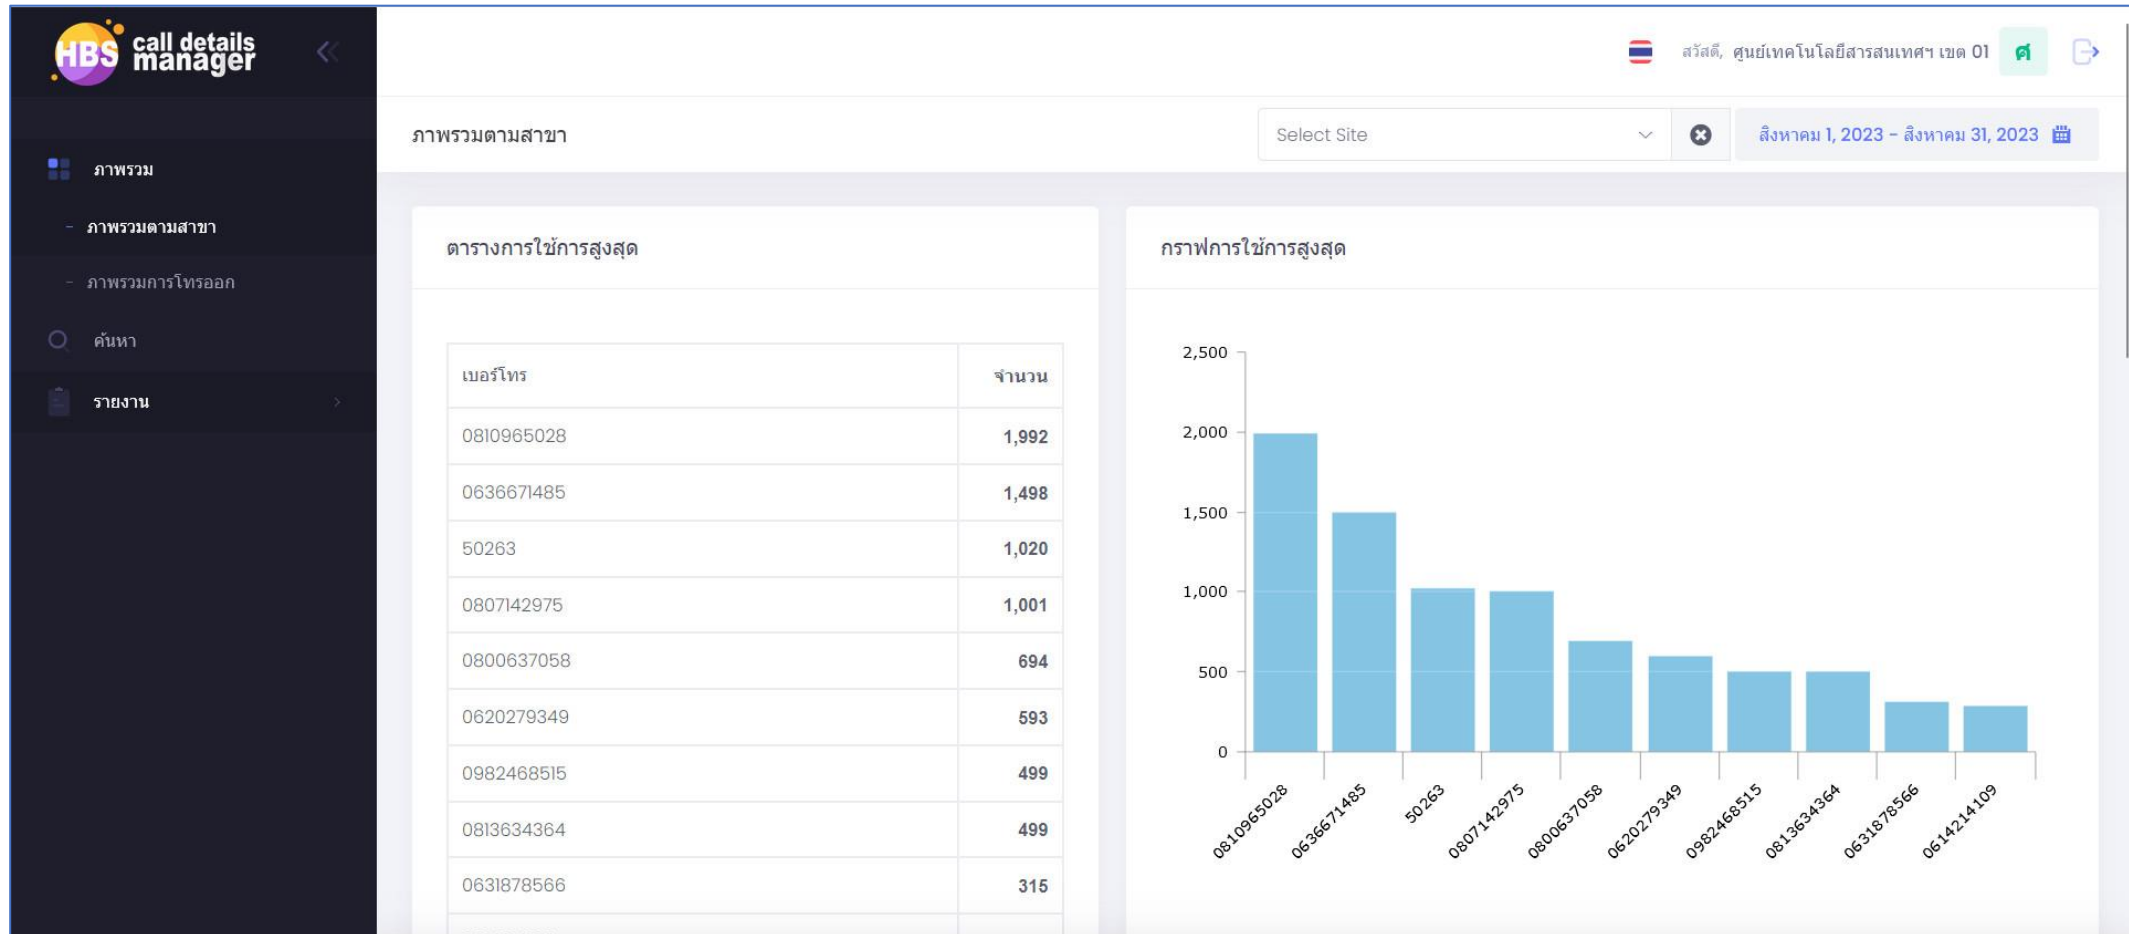 HBS call details manager
สวัสดี, ศูนย์เทคโนโลยีสารสนเทศฯ เขต 01 ศ
ภาพรวม
- ภาพรวมตามสาขา
- ภาพรวมการโทรออก
ค้นหา
รายงาน
ภาพรวมตามสาขา
Select Site
สิงหาคม 1, 2023 - สิงหาคม 31, 2023
ตารางการใช้การสูงสุด
เบอร์โทร จำนวน
0810965028 1,992
0636671485 1,498
50263 1,020
0807142975 1,001
0800637058 694
0620279349 593
0982468515 499
0813634364 499
0631878566 315
กราฟการใช้การสูงสุด
2,500
2,000
1,500
1,000
500
0
0810965028
0636671485
50263
0807142975
0800637058
0620279349
0982468515
0813634364
0631878566
0614214109